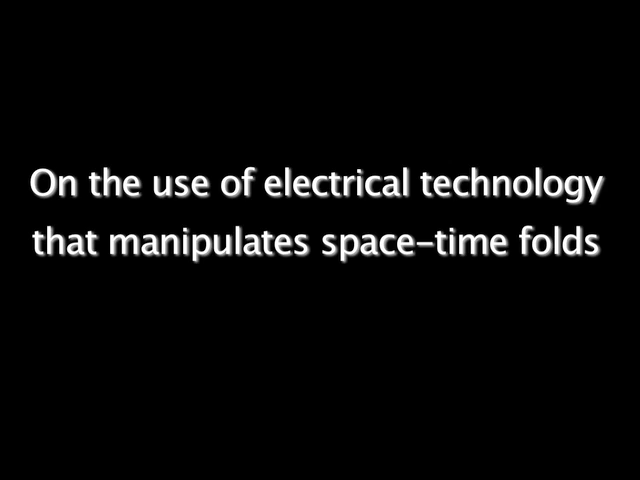 On the use of electrical technology
that manipulates space-time folds